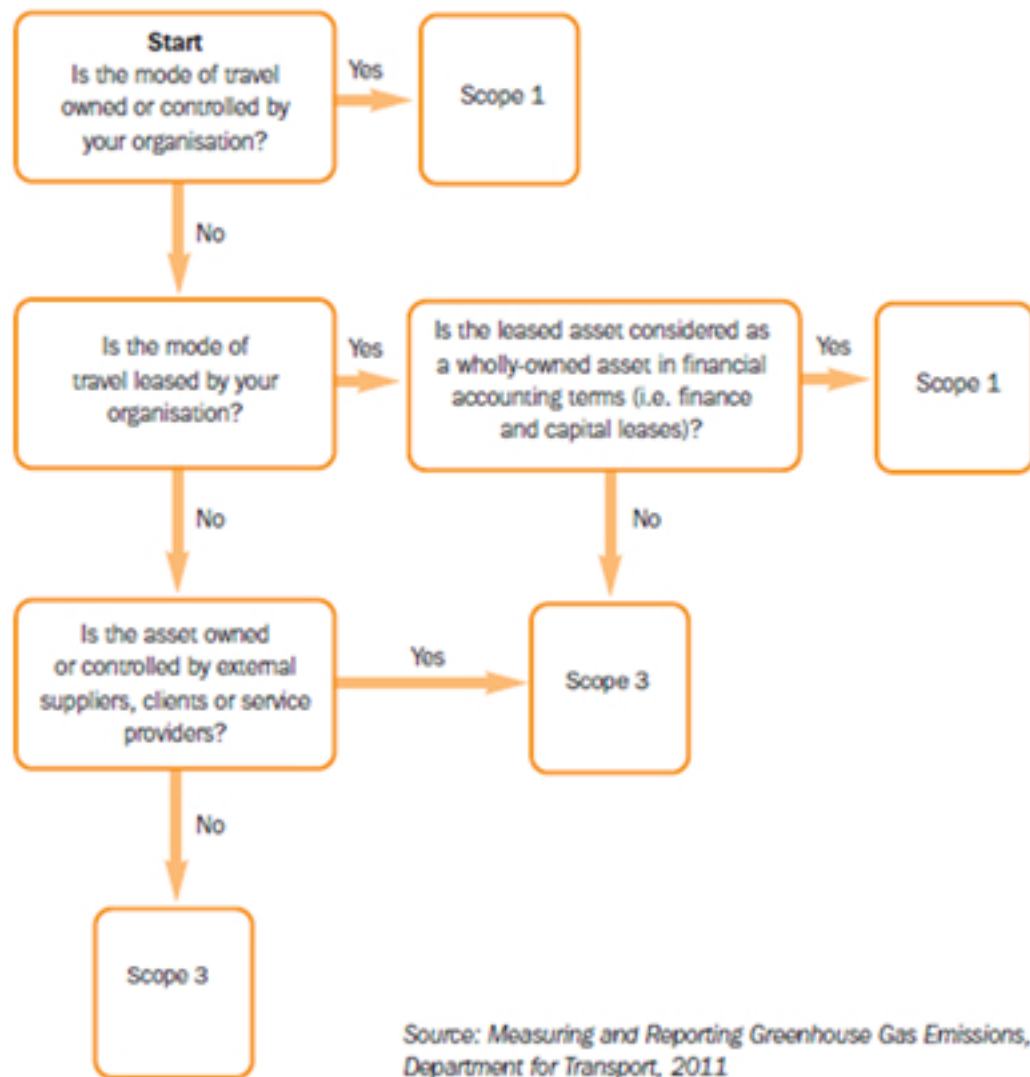 Start
Is the mode of travel
owned or controlled by
your organisation?
Yes
Scope 1
No
Is the mode of
travel leased by your
organisation?
Yes
Is the leased asset considered as
a wholly-owned asset in financial
accounting terms (i.e. finance
and capital leases)?
Yes
Scope 1
No
No
Is the asset owned
or controlled by external
suppliers, clients or service
providers?
Yes
Scope 3
No
Scope 3
Source: Measuring and Reporting Greenhouse Gas Emissions,
Department for Transport, 2011